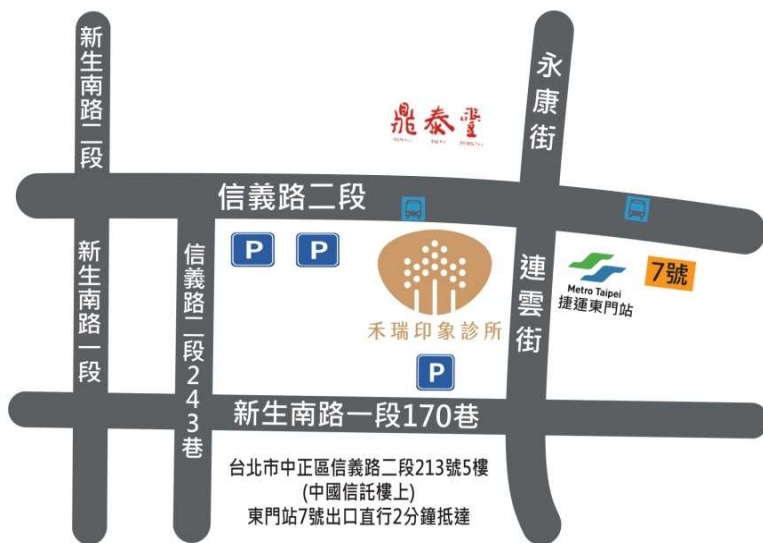 新生南路二段
永康街
鼎泰豐
信義路二段
P
P
新生南路一段
信義路二段243巷
連雲街
Metro Taipei
捷運東門站
7號
禾瑞印象診所
P
新生南路一段170巷
台北市中正區信義路二段213號5樓
(中國信託樓上)
東門站7號出口直行2分鐘抵達